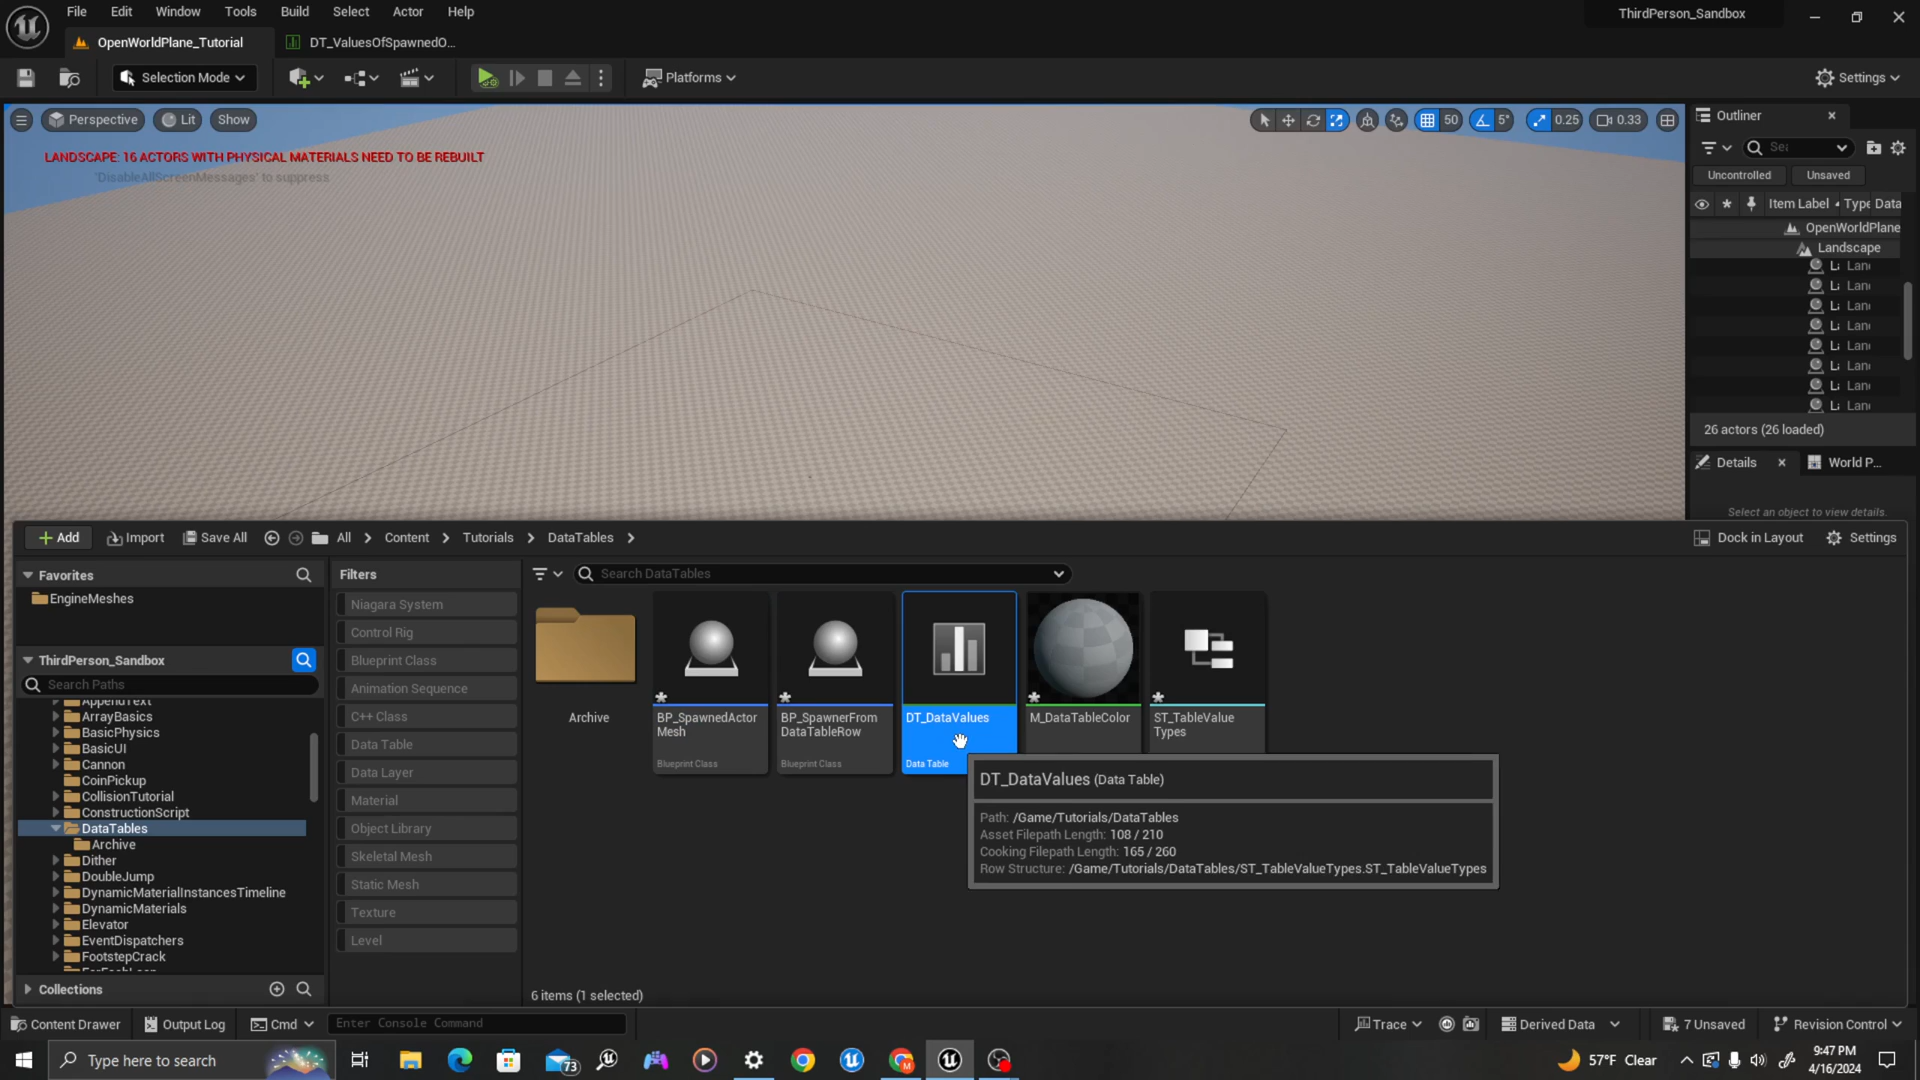 File Edit Window Tools Build Select Actor Help
ThirdPerson_Sandbox
OpenWorldPlane_Tutorial
DT_ValuesOfSpawnedO...
Selection Mode
Platforms
Settings
Perspective
Lit
Show
50
5°
0.25
0.33
LANDSCAPE: 16 ACTORS WITH PHYSICAL MATERIALS NEED TO BE REBUILT
'DisableAllScreenMessages' to suppress
Outliner
Sea
Uncontrolled
Unsaved
Item Label
Type
Data
OpenWorldPlane
Landscape
26 actors (26 loaded)
Details
World P...
Select an object to view details.
Add
Import
Save All
All > Content > Tutorials > DataTables >
Dock in Layout
Settings
Favorites
EngineMeshes
ThirdPerson_Sandbox
Search Paths
AppendText
ArrayBasics
BasicPhysics
BasicUI
Cannon
CoinPickup
CollisionTutorial
ConstructionScript
DataTables
Archive
Dither
DoubleJump
DynamicMaterialInstancesTimeline
DynamicMaterials
Elevator
EventDispatchers
FootstepCrack
ForEachLoop
Collections
Filters
Niagara System
Control Rig
Blueprint Class
Animation Sequence
C++ Class
Data Table
Data Layer
Material
Object Library
Skeletal Mesh
Static Mesh
Texture
Level
Search DataTables
Archive
BP_SpawnedActor
Mesh
Blueprint Class
BP_SpawnerFrom
DataTableRow
Blueprint Class
DT_DataValues
Data Table
M_DataTableColor
ST_TableValue
Types
DT_DataValues (Data Table)
Path: /Game/Tutorials/DataTables
Asset Filepath Length: 108 / 210
Cooking Filepath Length: 165 / 260
Row Structure: /Game/Tutorials/DataTables/ST_TableValueTypes.ST_TableValueTypes
6 items (1 selected)
Content Drawer
Output Log
Cmd
Enter Console Command
Trace
Derived Data
7 Unsaved
Revision Control
Type here to search
73
57°F Clear
9:47 PM
4/16/2024